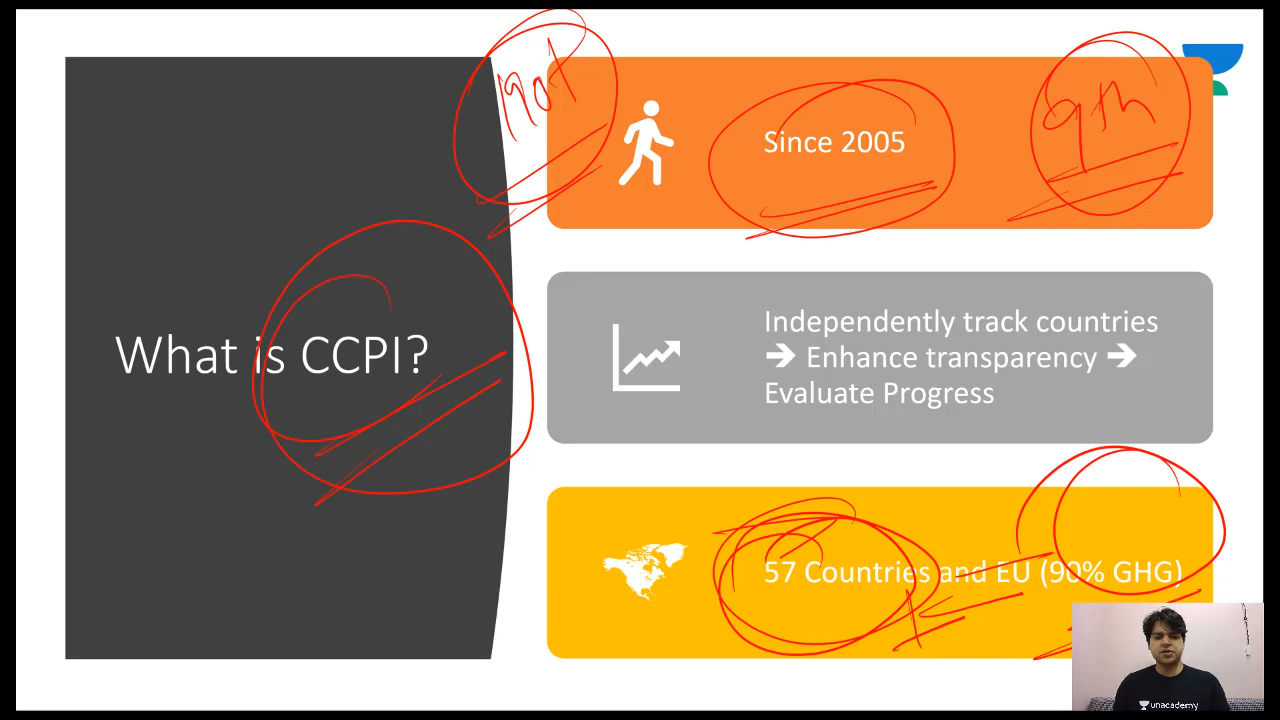 What is CCPI?
Since 2005
9th
Independently track countries
➔ Enhance transparency ➔
Evaluate Progress
57 Countries and EU (90% GHG)
unacademy